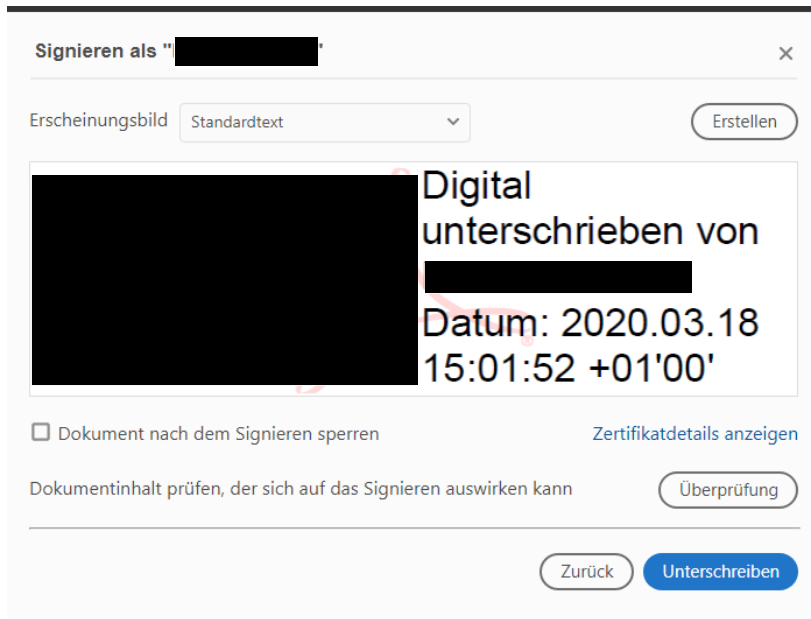 Signieren als "
Erscheinungsbild Standardtext Erstellen
Digital
unterschrieben von
Datum: 2020.03.18
15:01:52 +01'00'
Dokument nach dem Signieren sperren Zertifikatdetails anzeigen
Dokumentinhalt prüfen, der sich auf das Signieren auswirken kann Überprüfung
Zurück Unterschreiben